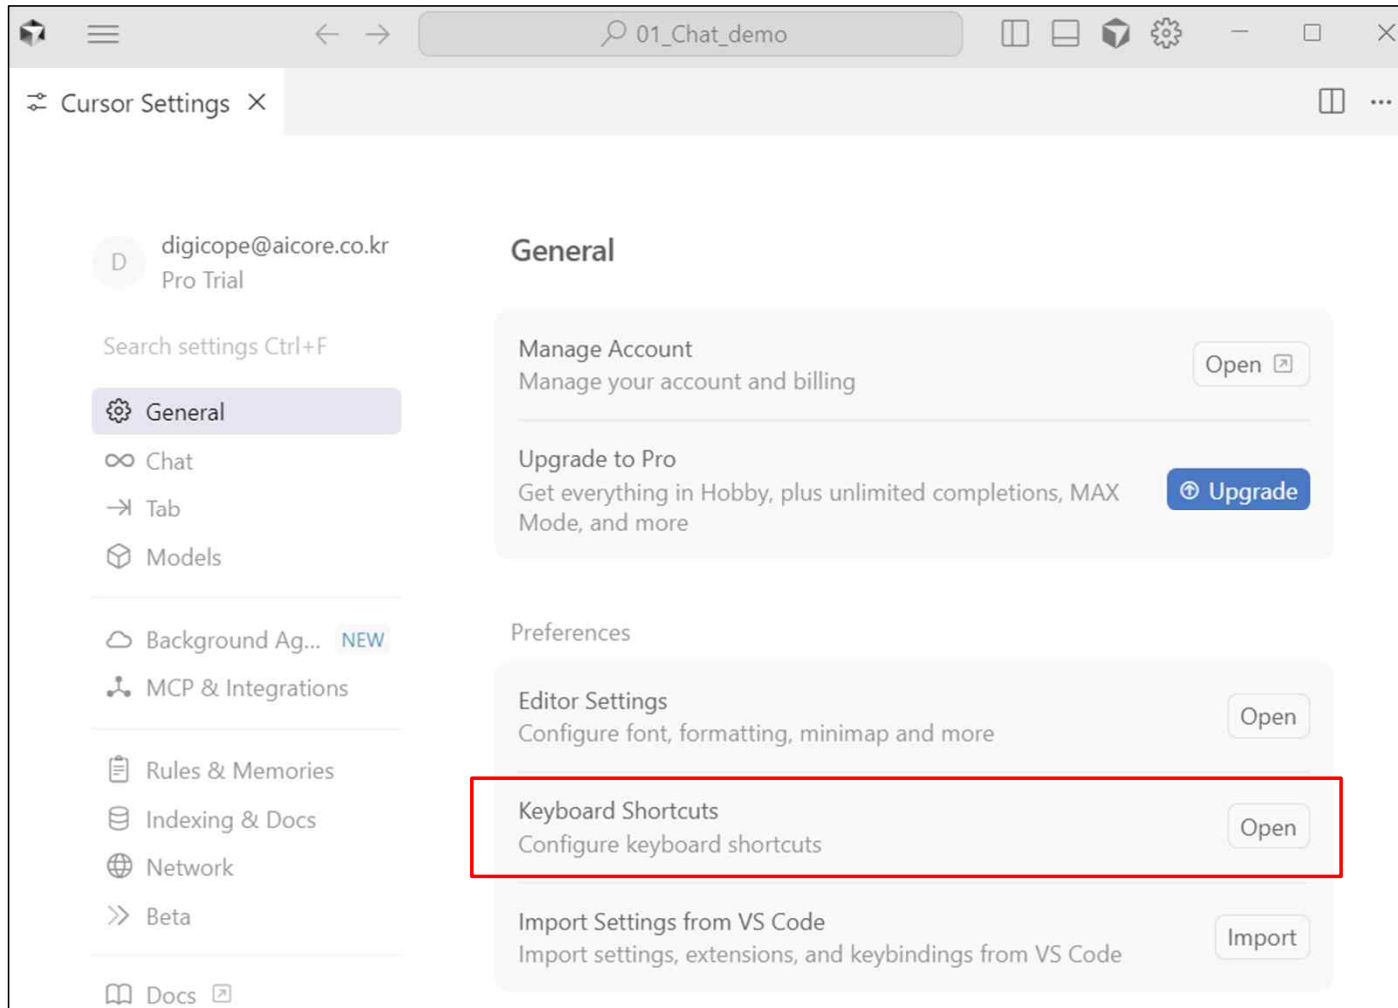 01_Chat_demo
Cursor Settings
D
digicope@aicore.co.kr
Pro Trial
Search settings Ctrl+F
General
Chat
Tab
Models
Background Ag... NEW
MCP & Integrations
Rules & Memories
Indexing & Docs
Network
Beta
Docs
General
Manage Account
Manage your account and billing
Open
Upgrade to Pro
Get everything in Hobby, plus unlimited completions, MAX
Mode, and more
Upgrade
Preferences
Editor Settings
Configure font, formatting, minimap and more
Open
Keyboard Shortcuts
Configure keyboard shortcuts
Open
Import Settings from VS Code
Import settings, extensions, and keybindings from VS Code
Import